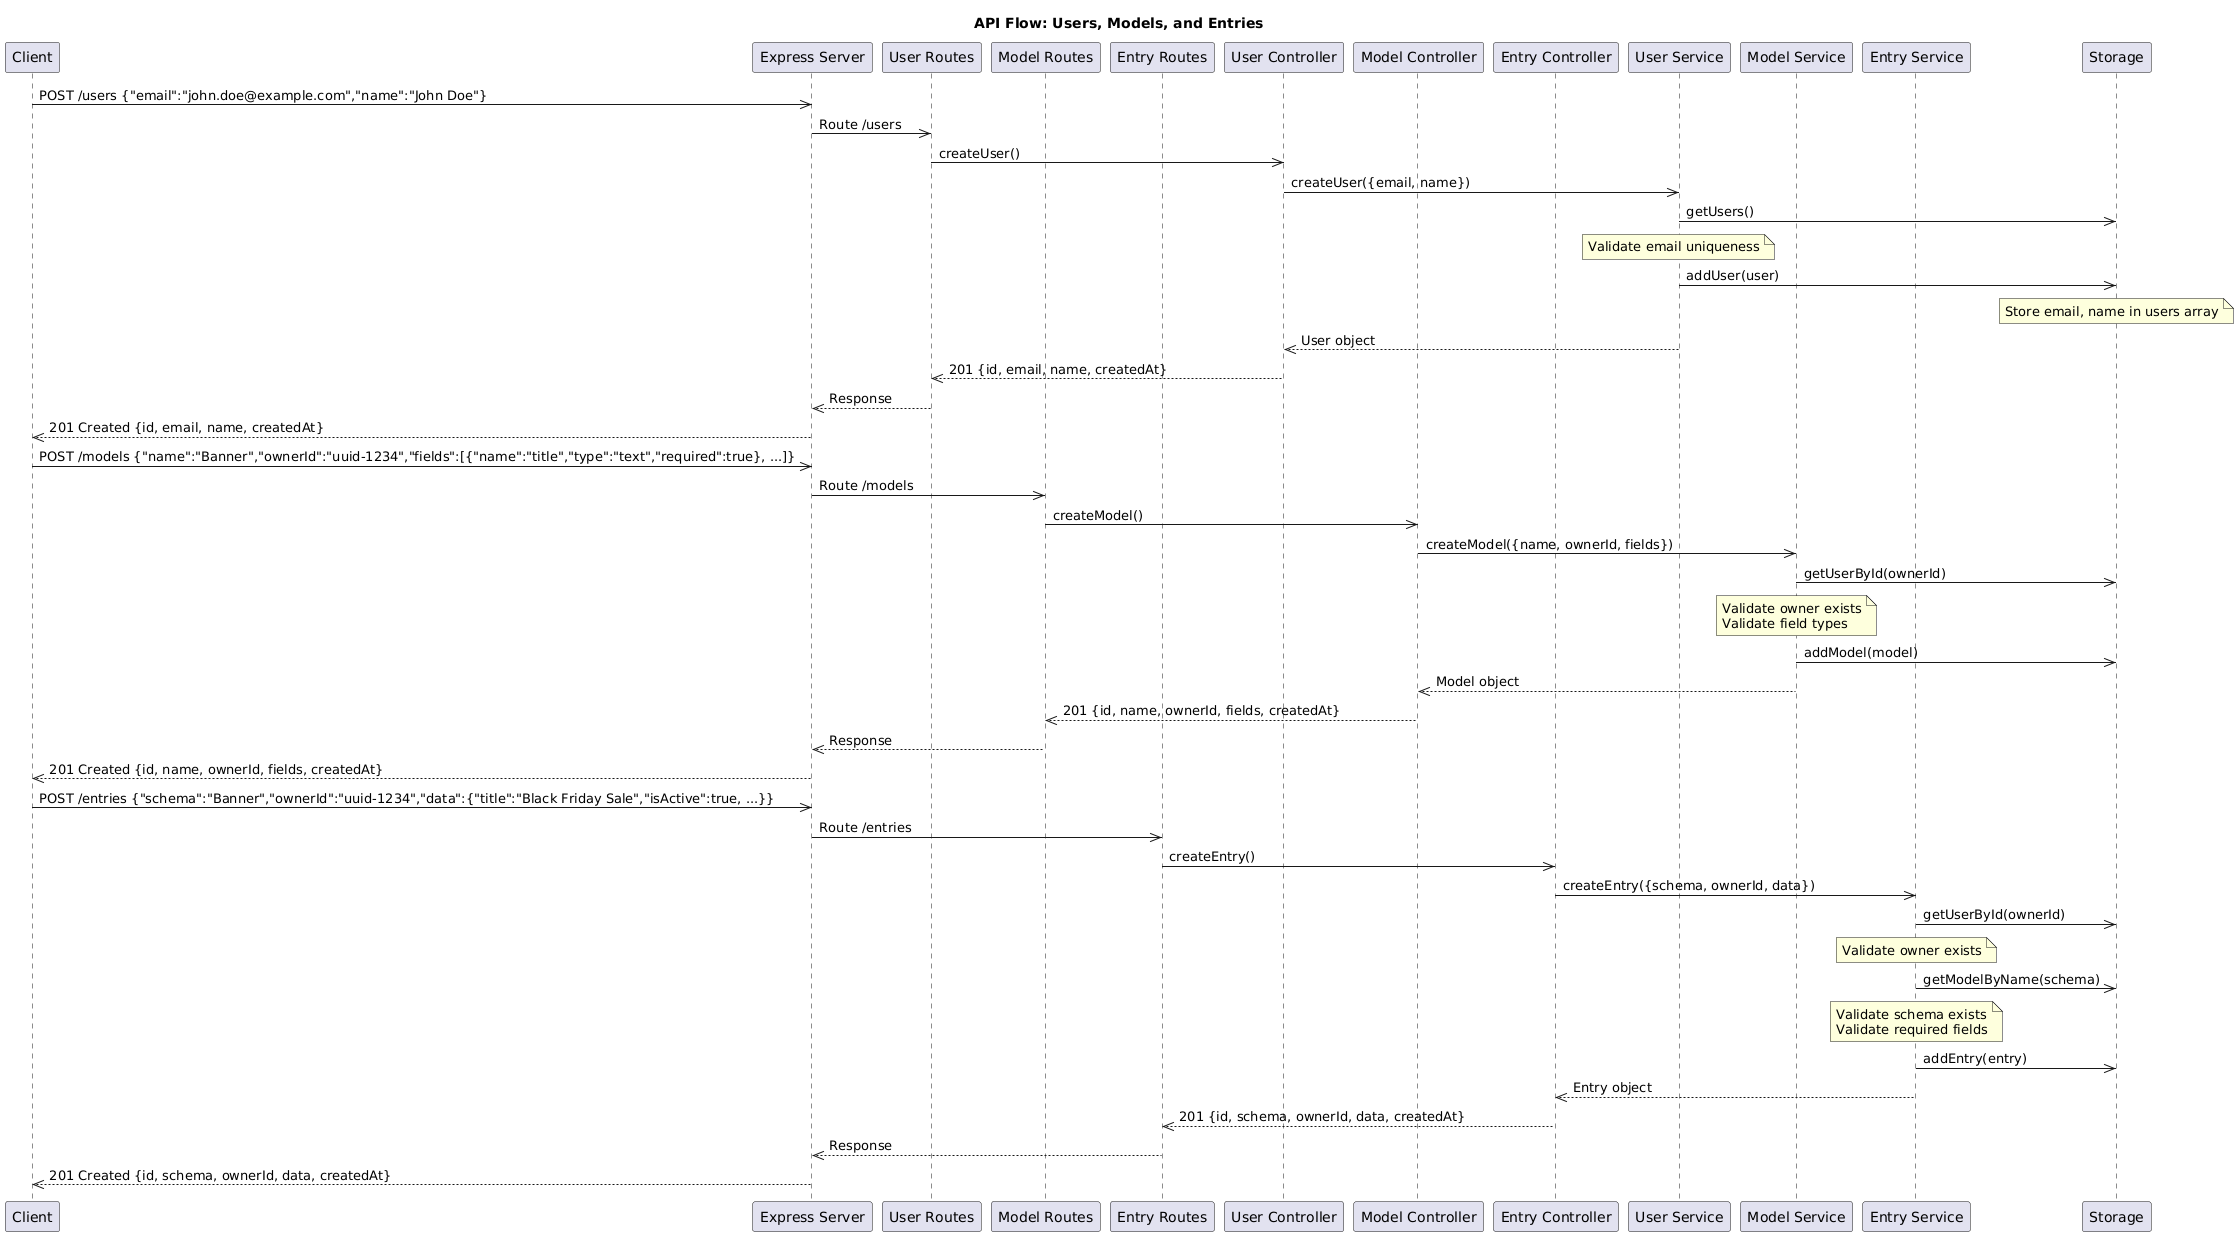 API Flow: Users, Models, and Entries
Client
Express Server
User Routes
Model Routes
Entry Routes
User Controller
Model Controller
Entry Controller
User Service
Model Service
Entry Service
Storage
POST /users {"email":"john.doe@example.com","name":"John Doe"}
Route /users
createUser()
createUser({email, name})
getUsers()
Validate email uniqueness
addUser(user)
Store email, name in users array
User object
201 {id, email, name, createdAt}
Response
201 Created {id, email, name, createdAt}
POST /models {"name":"Banner","ownerId":"uuid-1234","fields":[{"name":"title","type":"text","required":true}, ...]}
Route /models
createModel()
createModel({name, ownerId, fields})
getUserById(ownerId)
Validate owner exists
Validate field types
addModel(model)
Model object
201 {id, name, ownerId, fields, createdAt}
Response
201 Created {id, name, ownerId, fields, createdAt}
POST /entries {"schema":"Banner","ownerId":"uuid-1234","data":{"title":"Black Friday Sale","isActive":true, ...}}
Route /entries
createEntry()
createEntry({schema, ownerId, data})
getUserById(ownerId)
Validate owner exists
getModelByName(schema)
Validate schema exists
Validate required fields
addEntry(entry)
Entry object
201 {id, schema, ownerId, data, createdAt}
Response
201 Created {id, schema, ownerId, data, createdAt}
Client
Express Server
User Routes
Model Routes
Entry Routes
User Controller
Model Controller
Entry Controller
User Service
Model Service
Entry Service
Storage